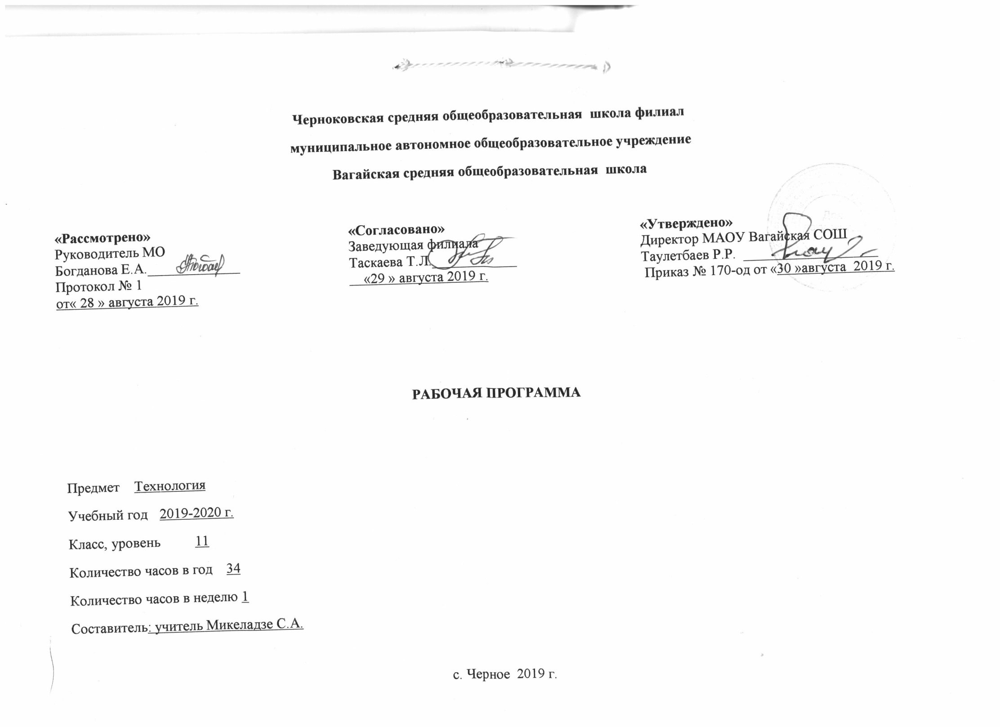 Черноковская средняя общеобразовательная школа филиал
муниципальное автономное общеобразовательное учреждение
Вагайская средняя общеобразовательная школа
«Рассмотрено»
Руководитель МО
Богданова Е.А.
Протокол № 1
от« 28 » августа 2019 г.
«Согласовано»
Заведующая филиала
Таскаева Т.Л.
«29 » августа 2019 г.
«Утверждено»
Директор МАОУ Вагайская СОШ
Таулетбаев Р.Р.
Приказ № 170-од от «30 »августа 2019 г.
РАБОЧАЯ ПРОГРАММА
Предмет Технология
Учебный год 2019-2020 г.
Класс, уровень 11
Количество часов в год 34
Количество часов в неделю 1
Составитель: учитель Микеладзе С.А.
с. Черное 2019 г.